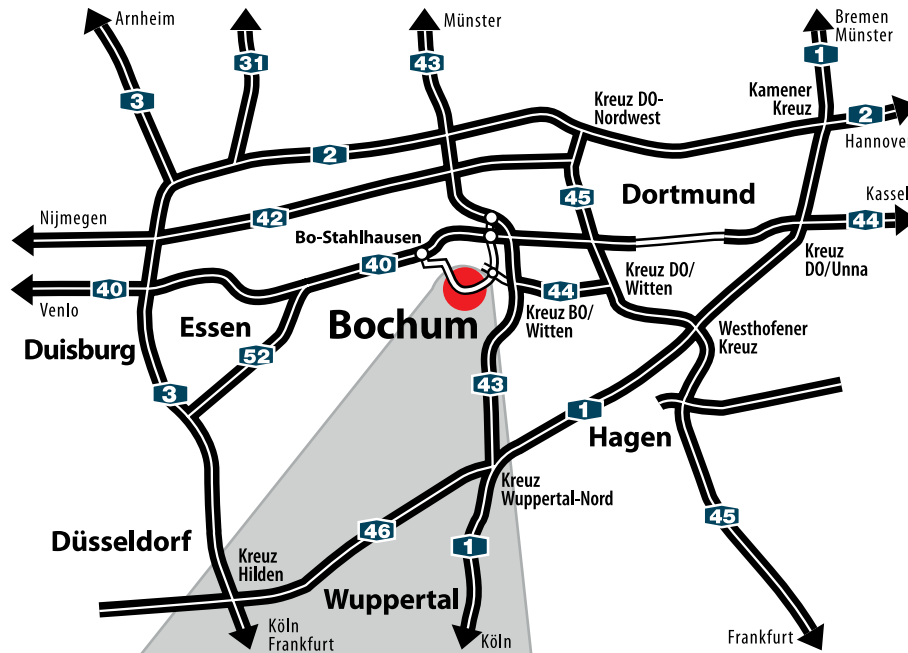 Arnheim
Münster
Bremen
Münster
31
43
1
3
Kreuz DO-
Nordwest
Kamener
Kreuz
2
Hannover
2
45
Dortmund
Nijmegen
42
Kassel
44
Bo-Stahlhausen
40
Kreuz DO/
Witten
Kreuz
DO/Unna
40
Venlo
44
Essen
Bochum
Kreuz BO/
Witten
Westhofener
Kreuz
Duisburg
52
3
43
1
Hagen
Kreuz
Wuppertal-Nord
45
46
1
Düsseldorf
Kreuz
Hilden
Wuppertal
Köln
Frankfurt
Köln
Frankfurt